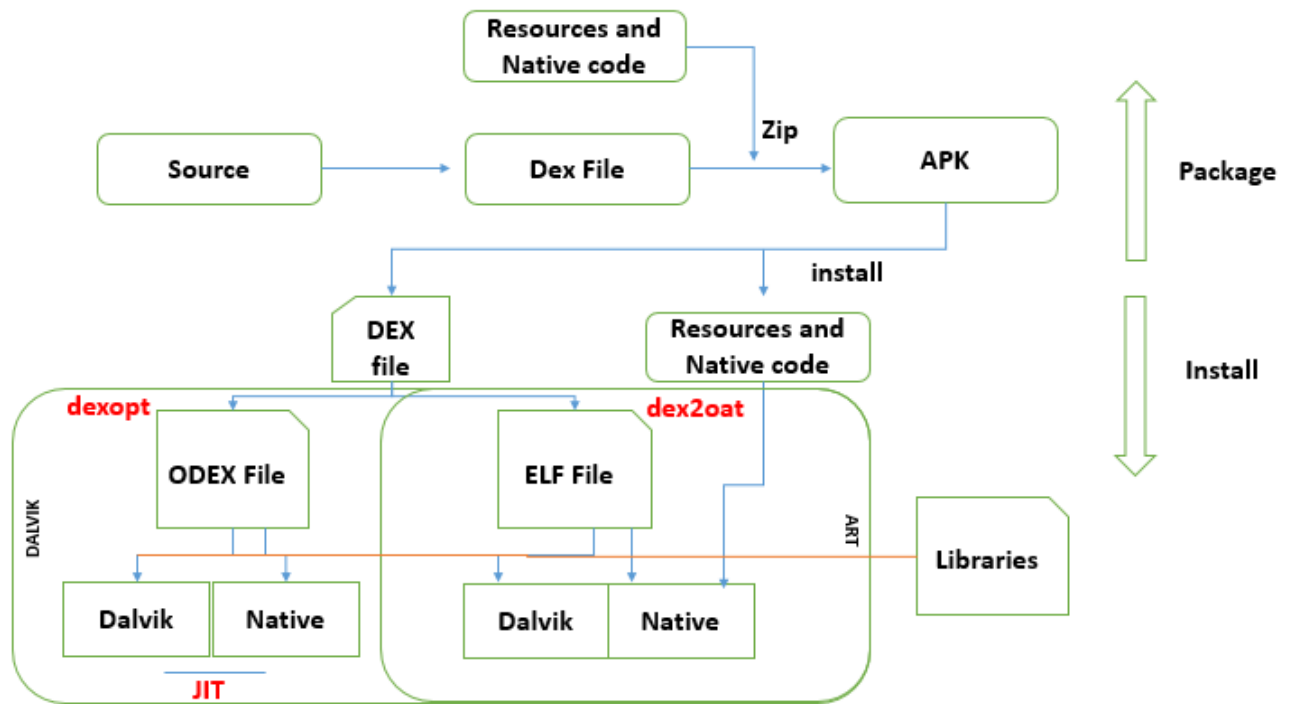 Resources and
Native code
Zip
Source
Dex File
APK
Package
install
DEX
file
Resources and
Native code
Install
dexopt
dex2oat
ODEX File
ELF File
DALVIK
ART
Libraries
Dalvik
Native
Dalvik
Native
JIT